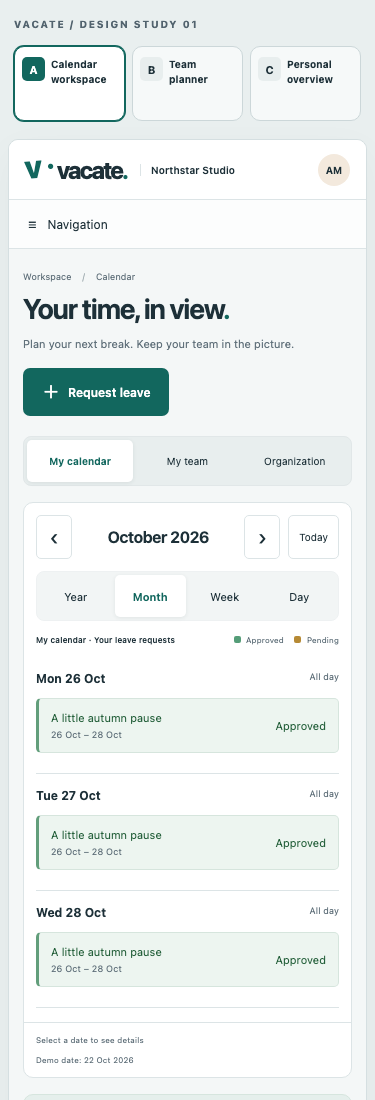 VACATE / DESIGN STUDY 01
A Calendar workspace
B Team planner
C Personal overview
vacate.
Northstar Studio
AM
≡ Navigation
Workspace / Calendar
Your time, in view.
Plan your next break. Keep your team in the picture.
+ Request leave
My calendar
My team
Organization
‹ October 2026 › Today
Year Month Week Day
My calendar · Your leave requests
Approved Pending
Mon 26 Oct All day
A little autumn pause
26 Oct – 28 Oct
Approved
Tue 27 Oct All day
A little autumn pause
26 Oct – 28 Oct
Approved
Wed 28 Oct All day
A little autumn pause
26 Oct – 28 Oct
Approved
Select a date to see details
Demo date: 22 Oct 2026